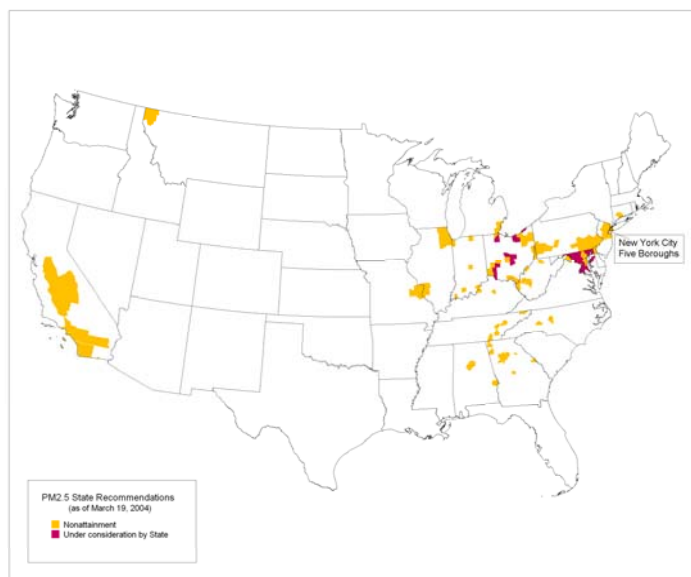 New York City
Five Boroughs
PM2.5 State Recommendations
(as of March 19, 2004)
Nonattainment
Under consideration by State